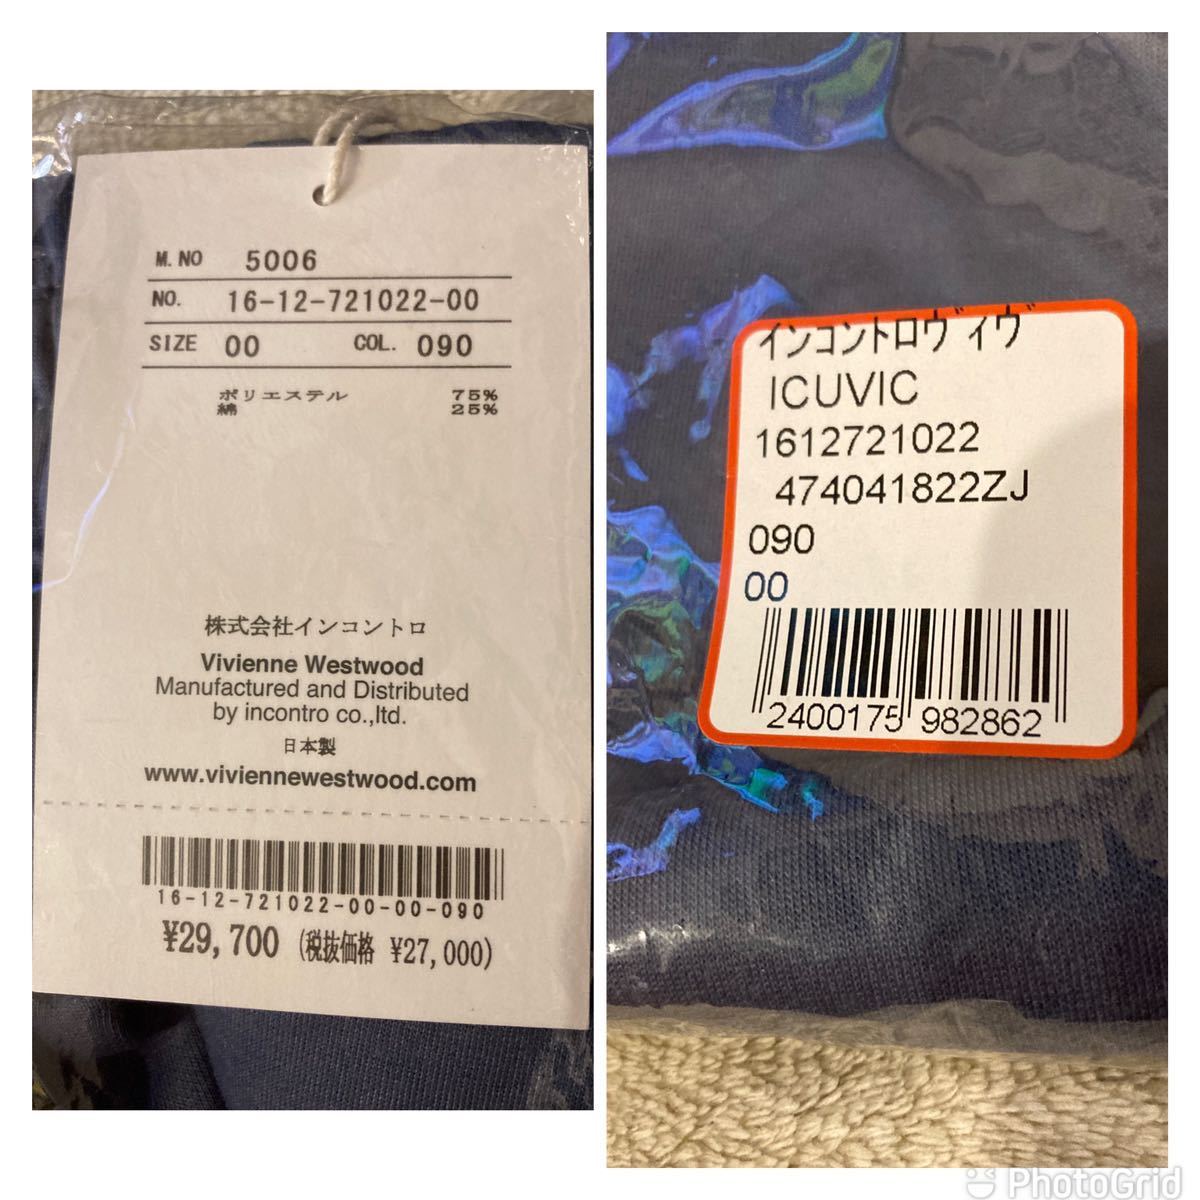 M. NO 5006
NO. 16-12-721022-00
SIZE 00 COL. 090
ポリエステル 75%
綿 25%
株式会社インコントロ
Vivienne Westwood
Manufactured and Distributed
by incontro co.,ltd.
日本製
www.viviennewestwood.com
16-12-721022-00-00-090
¥29,700 (税抜価格 ¥27,000)
インコントロヴィヴ
ICUVIC
1612721022
474041822ZJ
090
00
2400175 982862
PhotoGrid